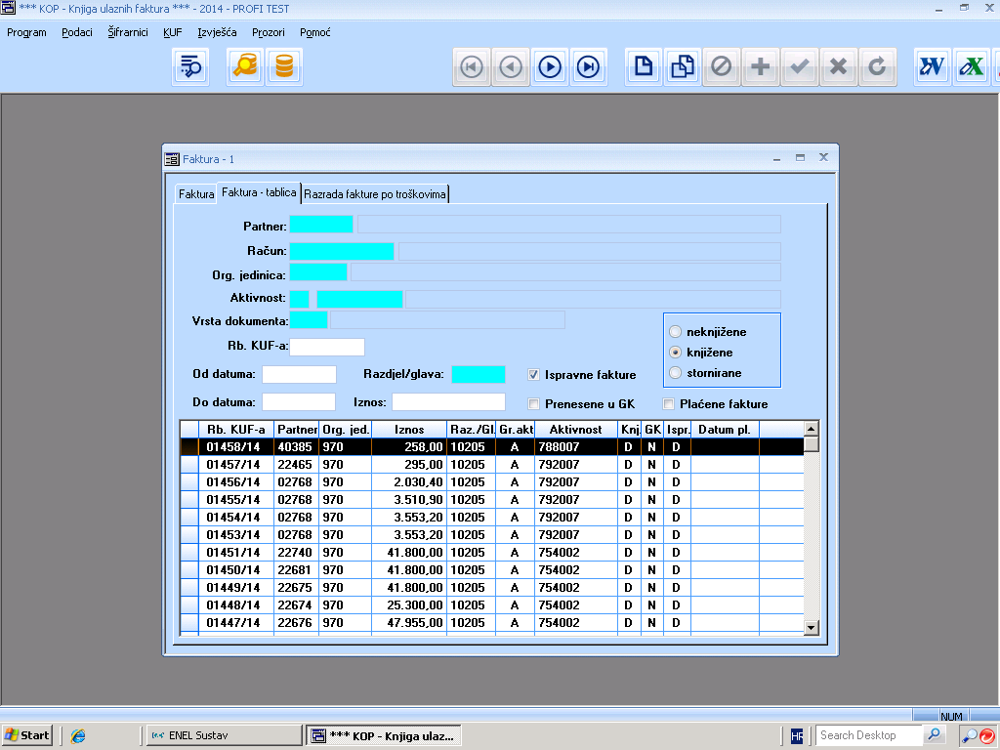 *** KOP - Knjiga ulaznih faktura *** - 2014 - PROFI TEST
Program Podaci Šifrarnici KUF Izvješća Prozori Pomoć
W X
Faktura - 1
Faktura Faktura - tablica Razrada fakture po troškovima
Partner:
Račun:
Org. jedinica:
Aktivnost:
Vrsta dokumenta:
neknjižene
Rb. KUF-a:
knjižene
Od datuma: Razdjel/glava: Ispravne fakture stornirane
Do datuma: Iznos: Prenesene u GK Plaćene fakture
Rb. KUF-a Partner Org. jed. Iznos Raz./Gl. Gr.akt Aktivnost Knj. GK Ispr. Datum pl.
01458/14 40385 970 258,00 10205 A 788007 D N D
01457/14 22465 970 295,00 10205 A 792007 D N D
01456/14 02768 970 2.030,40 10205 A 792007 D N D
01455/14 02768 970 3.510,90 10205 A 792007 D N D
01454/14 02768 970 3.553,20 10205 A 792007 D N D
01453/14 02768 970 3.553,20 10205 A 792007 D N D
01451/14 22740 970 41.800,00 10205 A 754002 D N D
01450/14 22681 970 41.800,00 10205 A 754002 D N D
01449/14 22675 970 41.800,00 10205 A 754002 D N D
01448/14 22674 970 25.300,00 10205 A 754002 D N D
01447/14 22676 970 47.955,00 10205 A 754002 D N D
NUM
Start ENEL Sustav *** KOP - Knjiga ulaz... HR Search Desktop